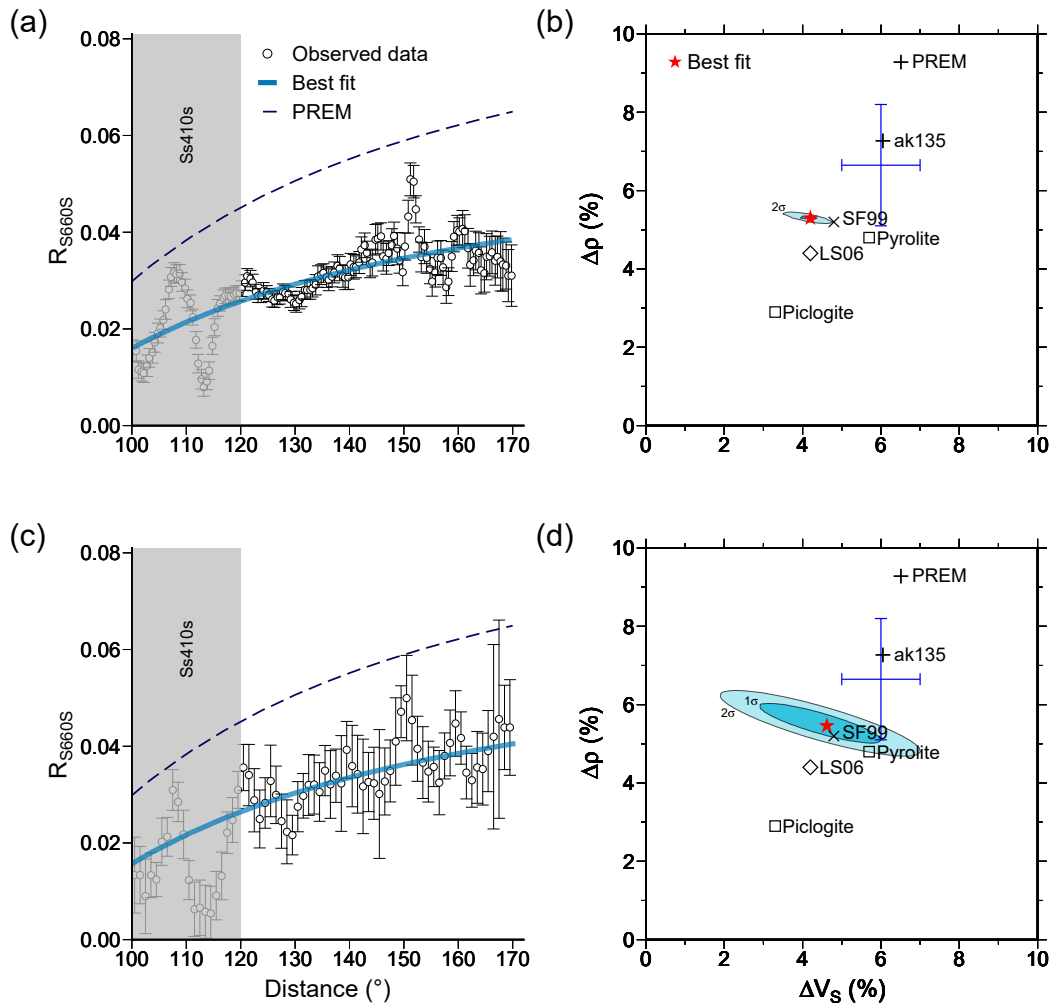 (a)
0.08
0.06
0.04
0.02
0.00
R_S660S
Ss410s
Observed data
Best fit
PREM
100 110 120 130 140 150 160 170
(b)
10
8
6
4
2
0
Δρ (%)
Best fit
PREM
ak135
2σ
SF99
Pyrolite
LS06
Piclogite
0 2 4 6 8 10
(c)
0.08
0.06
0.04
0.02
0.00
R_S660S
Ss410s
100 110 120 130 140 150 160 170
Distance (°)
(d)
10
8
6
4
2
0
Δρ (%)
PREM
ak135
1σ
2σ
SF99
Pyrolite
LS06
Piclogite
0 2 4 6 8 10
ΔV_S (%)